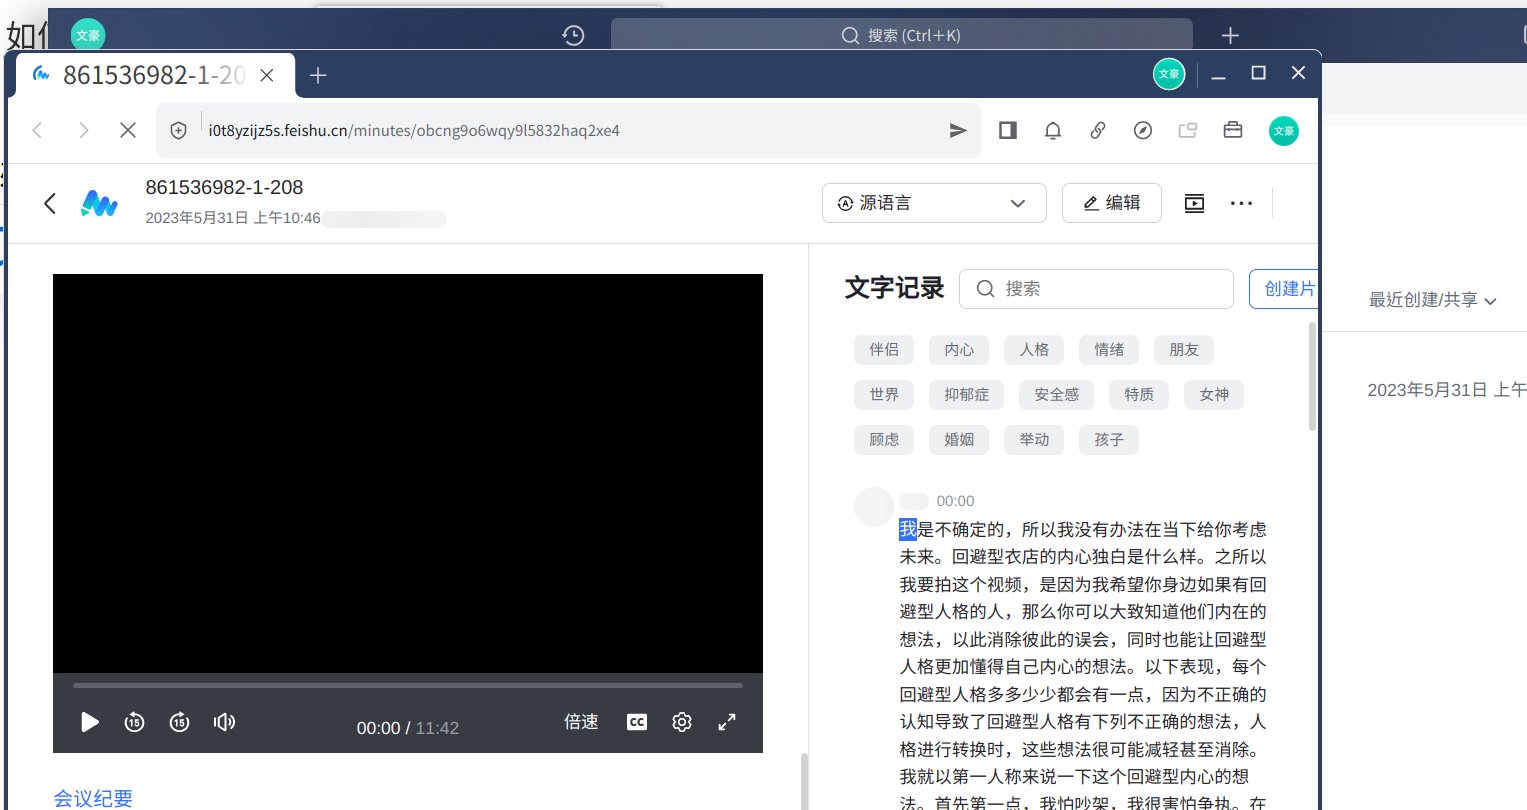 如何
文豪
搜索 (Ctrl＋K)
861536982-1-20
文豪
i0t8yzijz5s.feishu.cn/minutes/obcng9o6wqy9l5832haq2xe4
文豪
861536982-1-208
2023年5月31日 上午10:46
源语言
编辑
文字记录
搜索
创建片
最近创建/共享
伴侣 内心 人格 情绪 朋友
世界 抑郁症 安全感 特质 女神
2023年5月31日 上午
顾虑 婚姻 举动 孩子
00:00
我是不确定的，所以我没有办法在当下给你考虑
未来。回避型衣店的内心独白是什么样。之所以
我要拍这个视频，是因为我希望你身边如果有回
避型人格的人，那么你可以大致知道他们内在的
想法，以此消除彼此的误会，同时也能让回避型
人格更加懂得自己内心的想法。以下表现，每个
回避型人格多多少少都会有一点，因为不正确的
认知导致了回避型人格有下列不正确的想法，人
格进行转换时，这些想法很可能减轻甚至消除。
我就以第一人称来说一下这个回避型内心的想
法。首先第一点，我怕吵架，我很害怕争执。在
15 15
00:00 / 11:42
倍速
CC
会议纪要